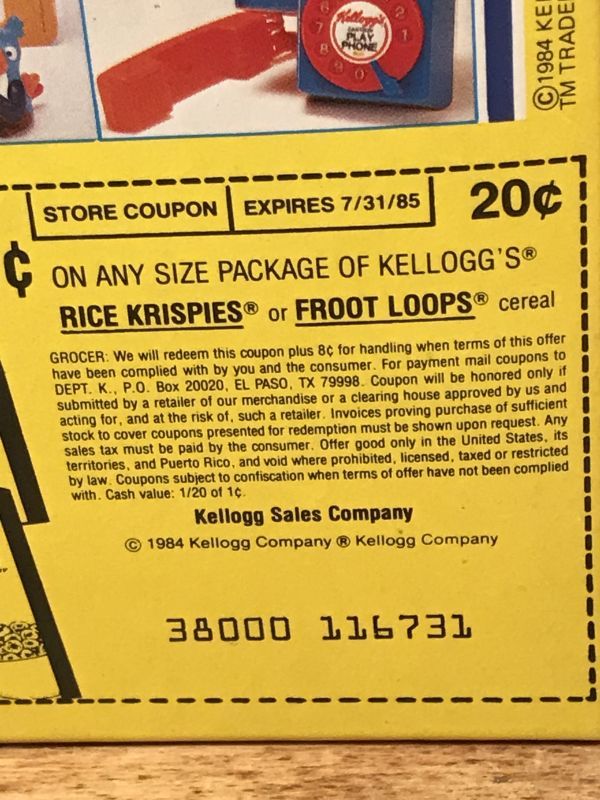 Kellogg's
PLAY
PHONE
6
7
8
9
0
2
1
©1984 KE
TM TRADE
STORE COUPON
EXPIRES 7/31/85
20¢
¢ ON ANY SIZE PACKAGE OF KELLOGG'S®
RICE KRISPIES® or FROOT LOOPS® cereal
GROCER: We will redeem this coupon plus 8¢ for handling when terms of this offer
have been complied with by you and the consumer. For payment mail coupons to
DEPT. K., P.O. Box 20020, EL PASO, TX 79998. Coupon will be honored only if
submitted by a retailer of our merchandise or a clearing house approved by us and
acting for, and at the risk of, such a retailer. Invoices proving purchase of sufficient
stock to cover coupons presented for redemption must be shown upon request. Any
sales tax must be paid by the consumer. Offer good only in the United States, its
territories, and Puerto Rico, and void where prohibited, licensed, taxed or restricted
by law. Coupons subject to confiscation when terms of offer have not been complied
with. Cash value: 1/20 of 1¢.
Kellogg Sales Company
© 1984 Kellogg Company ® Kellogg Company
38000 116731